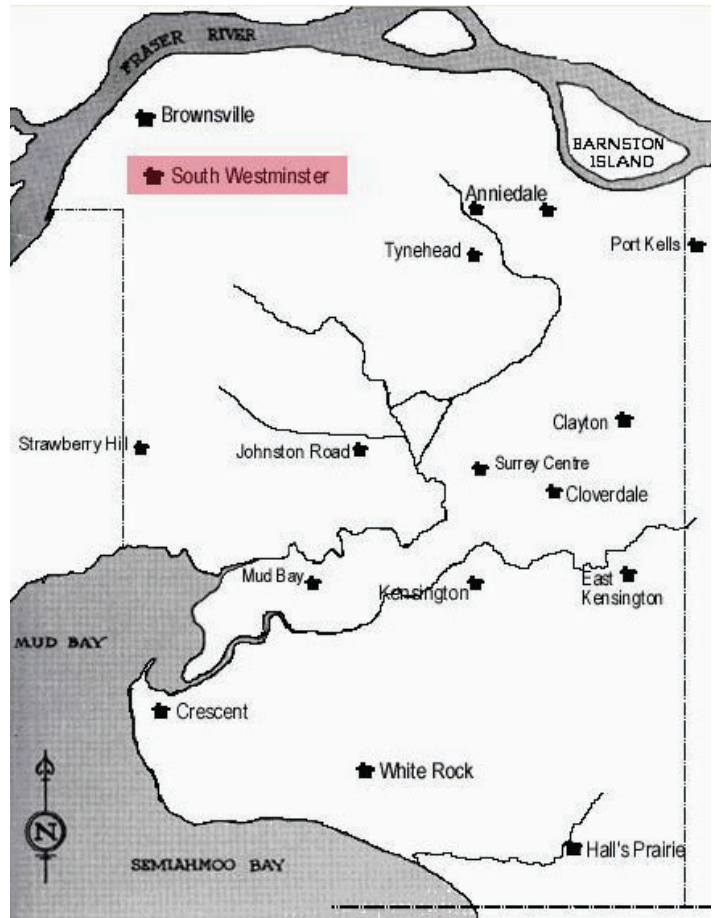 FRASER RIVER
Brownsville
BARNSTON
ISLAND
South Westminster
Anniedale
Port Kells
Tynehead
Clayton
Strawberry Hill
Johnston Road
Surrey Centre
Cloverdale
Mud Bay
Kensington
East
Kensington
MUD BAY
Crescent
White Rock
N
Hall's Prairie
SEMIAHMOO BAY